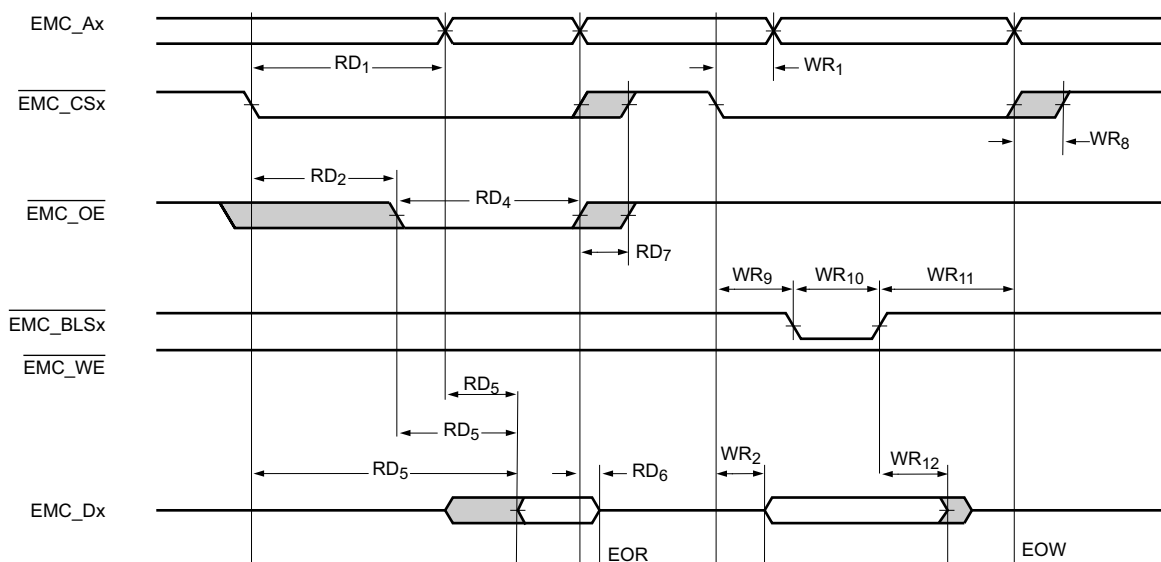 EMC_Ax
RD1
WR1
EMC_CSx
WR8
RD2
RD4
EMC_OE
RD7
WR9 WR10 WR11
EMC_BLSx
EMC_WE
RD5
RD5
RD5
RD6
WR2
WR12
EMC_Dx
EOR
EOW